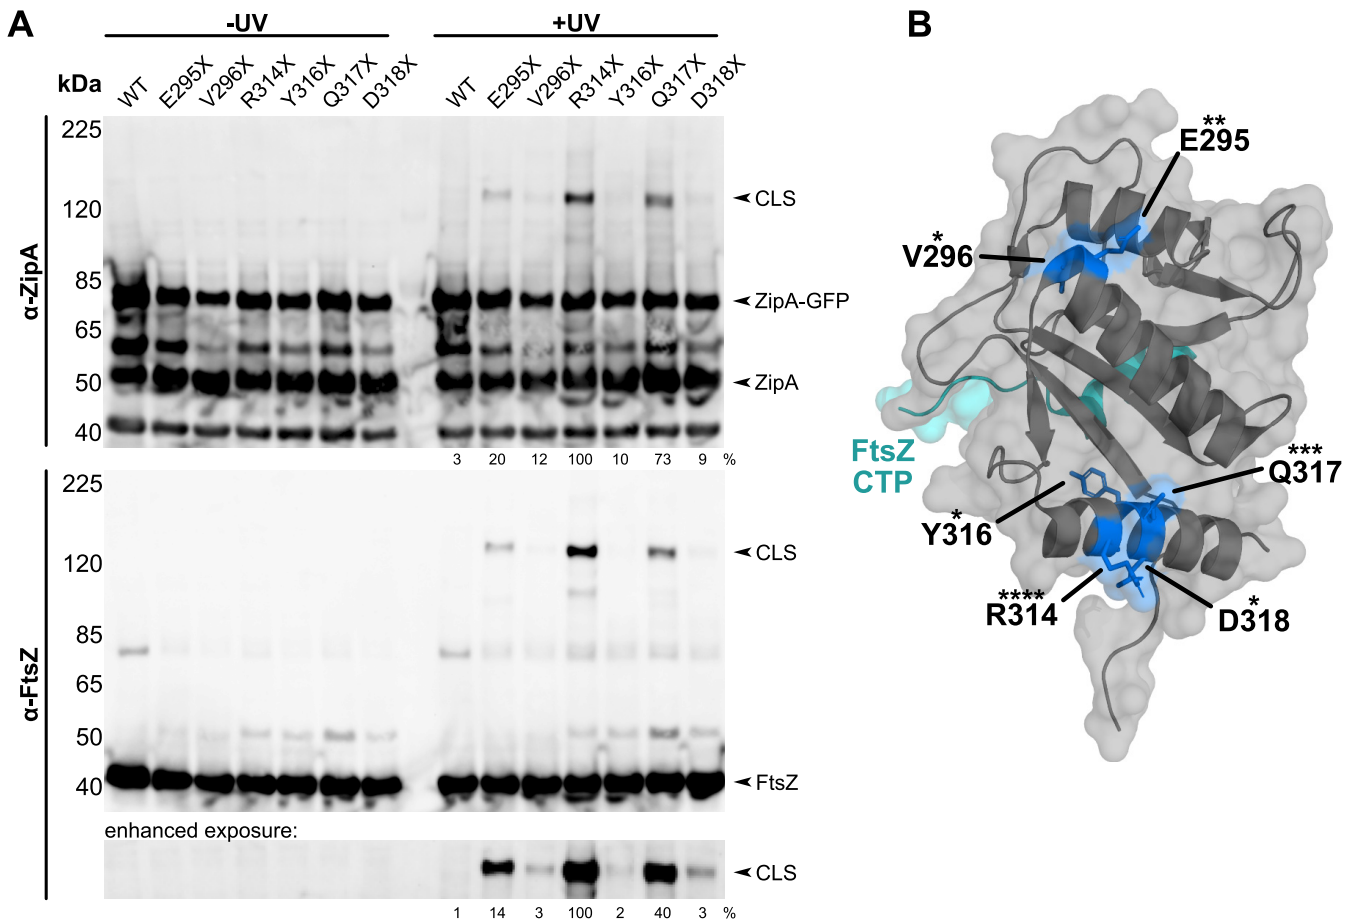 A
-UV
+UV
kDa
WT E295X V296X R314X Y316X Q317X D318X
WT E295X V296X R314X Y316X Q317X D318X
α-ZipA
225
120
85
65
50
40
CLS
ZipA-GFP
ZipA
3 20 12 100 10 73 9 %
α-FtsZ
225
120
85
65
50
40
CLS
FtsZ
enhanced exposure:
CLS
1 14 3 100 2 40 3 %
B
**
E295
*
V296
FtsZ
CTP
***
Q317
*
Y316
****
R314
*
D318